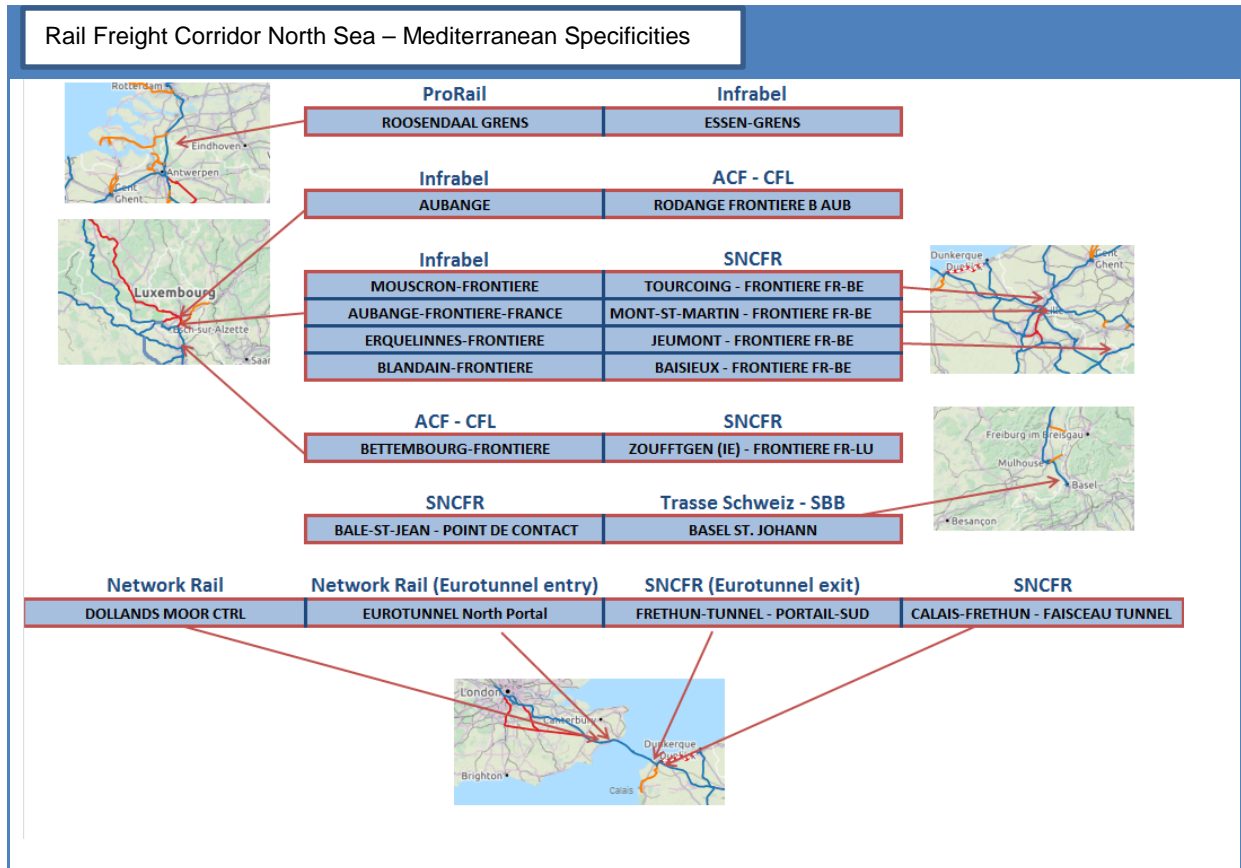 Rail Freight Corridor North Sea – Mediterranean Specificities
Rotterdam
Eindhoven
Antwerpen
Gent
Ghent
ProRail Infrabel
ROOSENDAAL GRENS ESSEN-GRENS
Infrabel ACF - CFL
AUBANGE RODANGE FRONTIERE B AUB
Luxembourg
Esch-sur-Alzette
Saar
Infrabel SNCFR
MOUSCRON-FRONTIERE TOURCOING - FRONTIERE FR-BE
AUBANGE-FRONTIERE-FRANCE MONT-ST-MARTIN - FRONTIERE FR-BE
ERQUELINNES-FRONTIERE JEUMONT - FRONTIERE FR-BE
BLANDAIN-FRONTIERE BAISIEUX - FRONTIERE FR-BE
Dunkerque
Gent
Ghent
ACF - CFL SNCFR
BETTEMBOURG-FRONTIERE ZOUFFTGEN (IE) - FRONTIERE FR-LU
Freiburg im Breisgau
Mulhouse
Basel
Besançon
SNCFR Trasse Schweiz - SBB
BALE-ST-JEAN - POINT DE CONTACT BASEL ST. JOHANN
Network Rail Network Rail (Eurotunnel entry) SNCFR (Eurotunnel exit) SNCFR
DOLLANDS MOOR CTRL EUROTUNNEL North Portal FRETHUN-TUNNEL - PORTAIL-SUD CALAIS-FRETHUN - FAISCEAU TUNNEL
London
Canterbury
Dunkerque
Brighton
Calais